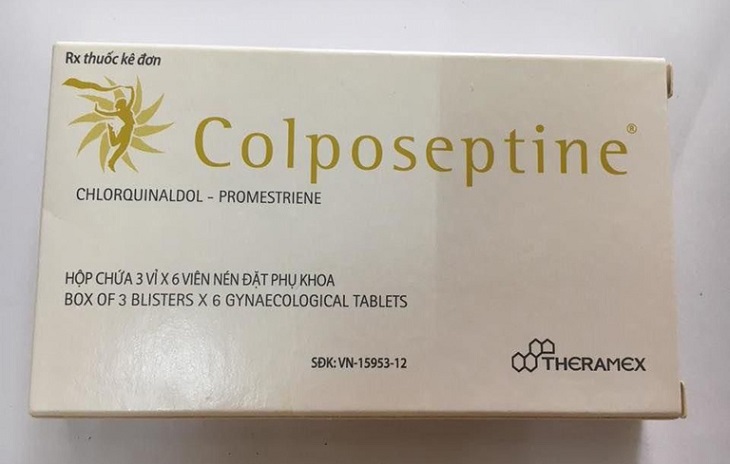 Rx thuốc kê đơn
Colposeptine®
CHLORQUINALDOL - PROMESTRIENE
HỘP CHỨA 3 VỈ X 6 VIÊN NÉN ĐẶT PHỤ KHOA
BOX OF 3 BLISTERS X 6 GYNAECOLOGICAL TABLETS
SĐK: VN-15953-12
THERAMEX